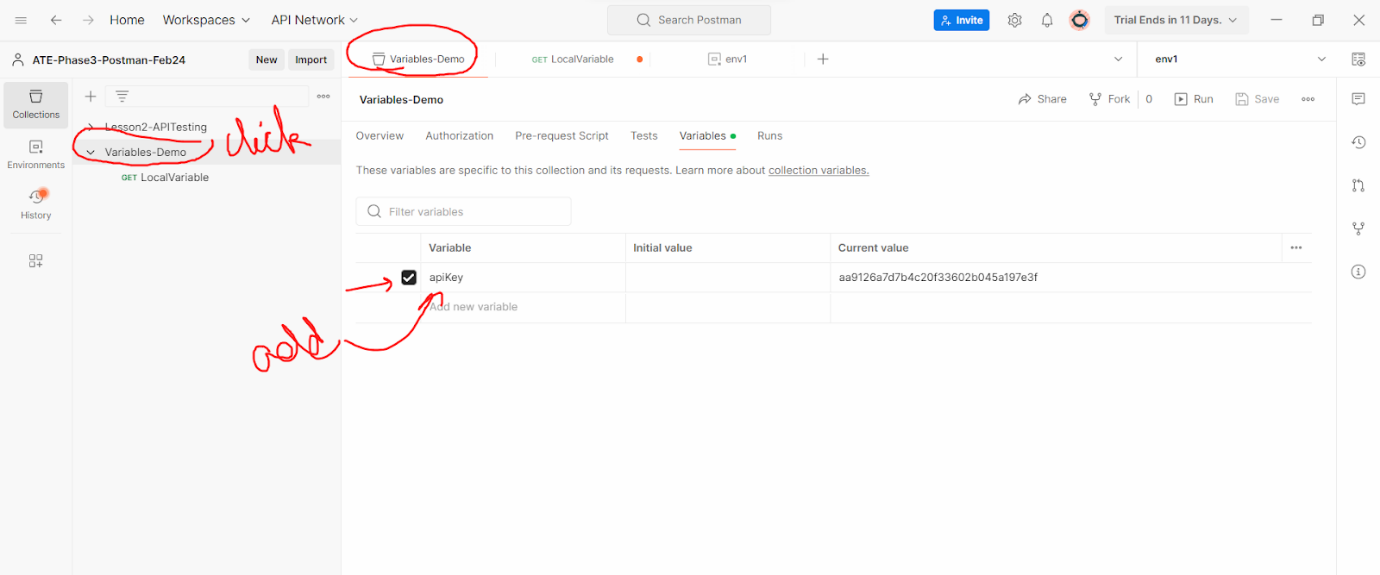 Home Workspaces API Network Search Postman Invite Trial Ends in 11 Days.
ATE-Phase3-Postman-Feb24 New Import Variables-Demo GET LocalVariable env1 env1
Collections
Environments
History
Lesson2-APITesting
Variables-Demo
GET LocalVariable
click
Variables-Demo Share Fork 0 Run Save
Overview Authorization Pre-request Script Tests Variables Runs
These variables are specific to this collection and its requests. Learn more about collection variables.
Filter variables
Variable Initial value Current value
apiKey aa9126a7d7b4c20f33602b045a197e3f
Add new variable
add